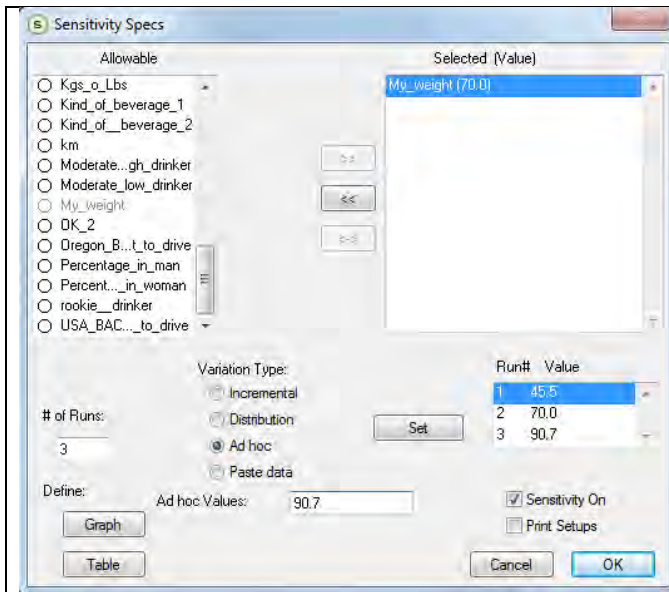 Sensitivity Specs
Allowable
Selected (Value)
Kgs_o_Lbs
Kind_of_beverage_1
Kind_of__beverage_2
km
Moderate...gh_drinker
Moderate_low_drinker
My_weight
OK_2
Oregon_B...t_to_drive
Percentage_in_man
Percent..._in_woman
rookie__drinker
USA_BAC..._to_drive
>>
<<
My_weight (70.0)
# of Runs:
3
Variation Type:
Incremental
Distribution
Ad hoc
Paste data
Set
Run# Value
1 45.5
2 70.0
3 90.7
Define:
Graph
Table
Ad hoc Values: 90.7
Sensitivity On
Print Setups
Cancel
OK